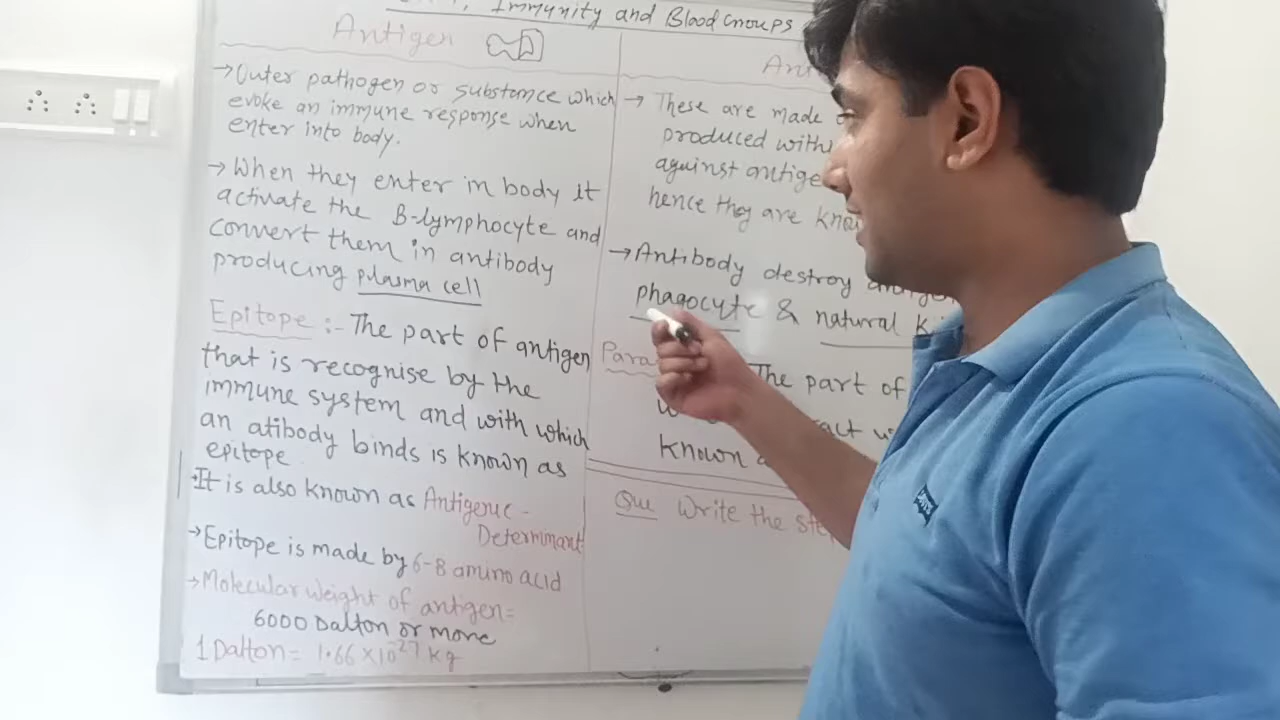 Immunity and Blood Groups
Antigen
→ Outer pathogen or substance which
evoke an immune response when
enter into body.
→ When they enter in body it
activate the B-lymphocyte and
convert them in antibody
producing plasma cell
Epitope :- The part of antigen
that is recognise by the
immune system and with which
an atibody binds is known as
epitope
It is also known as Antigenic -
Determinant
→ Epitope is made by 6-8 amino acid
→ Molecular weight of antigen=
6000 Dalton or more
1 Dalton = 1.66 × 10⁻²⁷ kg
Ant
→ These are made
produced with
against antige
hence they are know
→ Antibody destroy antigen
phagocyte & natural Ki
Para
The part of
known a
Que Write the ste